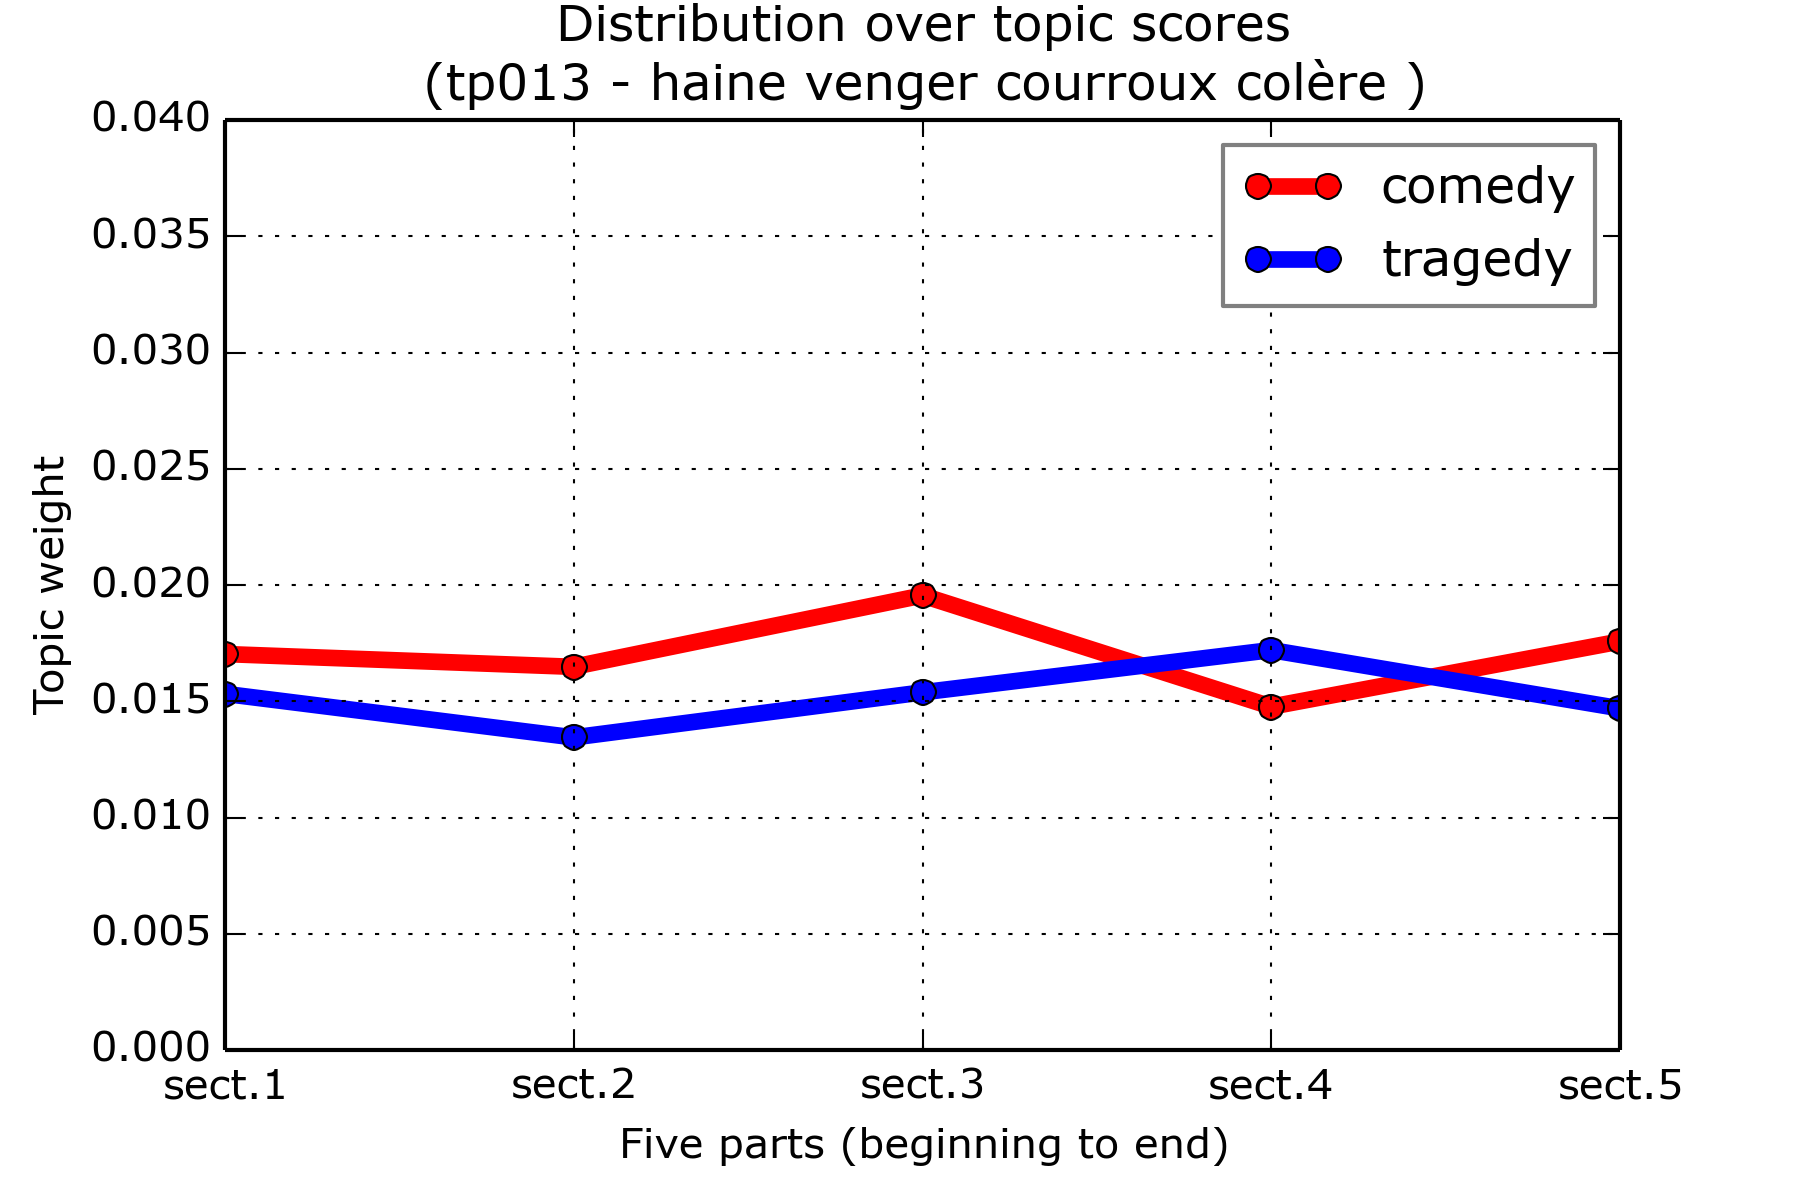 Distribution over topic scores
(tp013 - haine venger courroux colère )
0.040
0.035
0.030
0.025
0.020
0.015
0.010
0.005
0.000
Topic weight
comedy
tragedy
sect.1 sect.2 sect.3 sect.4 sect.5
Five parts (beginning to end)